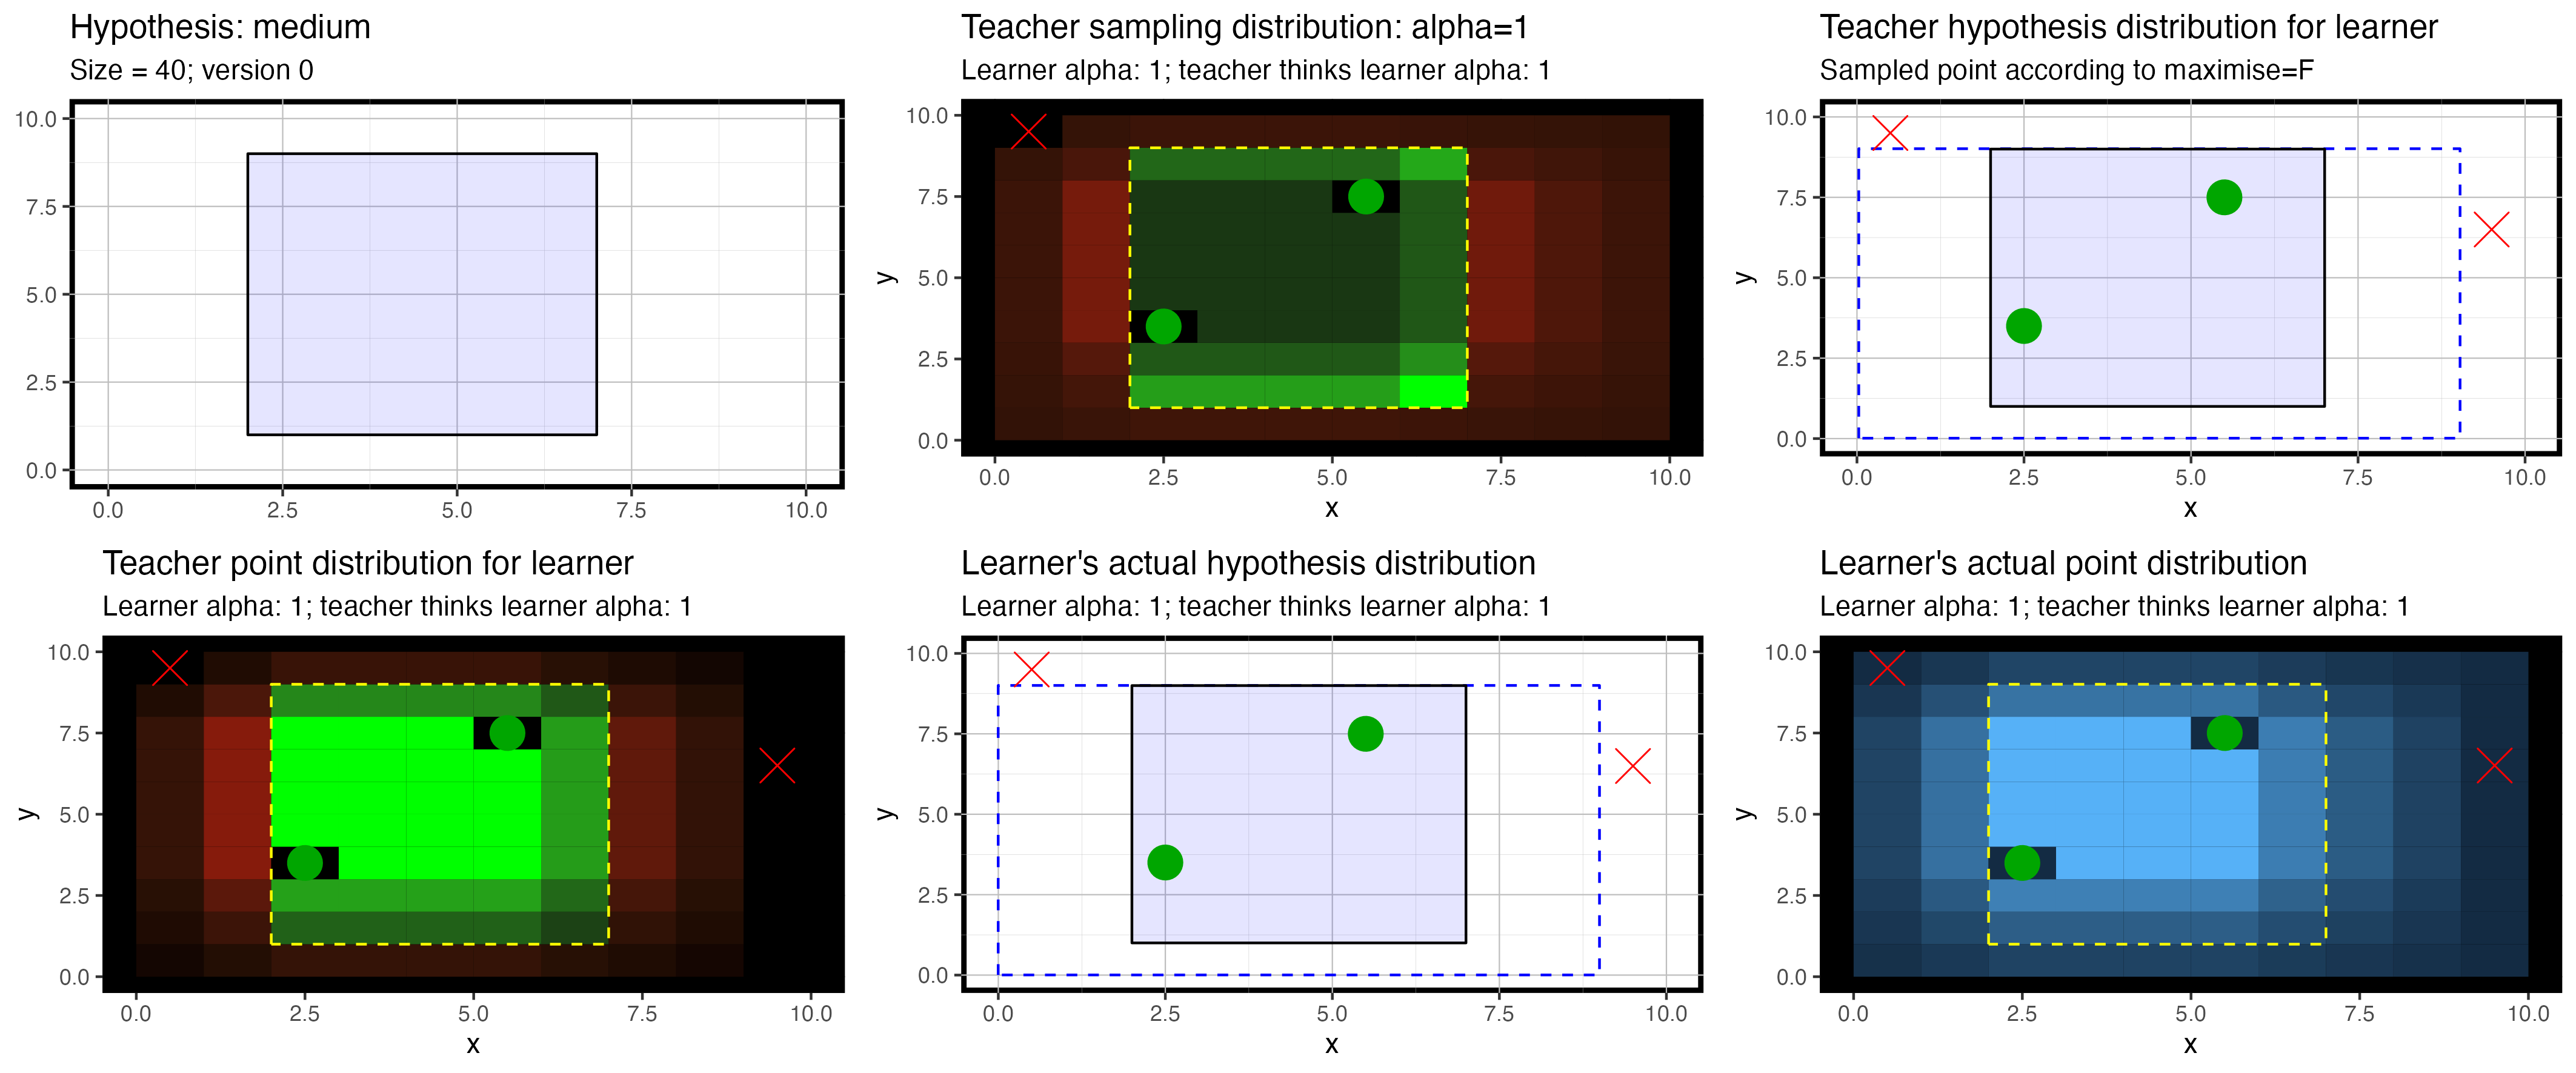 Hypothesis: medium
Size = 40; version 0
10.0
7.5
5.0
2.5
0.0
0.0 2.5 5.0 7.5 10.0
Teacher sampling distribution: alpha=1
Learner alpha: 1; teacher thinks learner alpha: 1
10.0
7.5
y
5.0
2.5
0.0
0.0 2.5 5.0 7.5 10.0
x
Teacher hypothesis distribution for learner
Sampled point according to maximise=F
10.0
7.5
y
5.0
2.5
0.0
0.0 2.5 5.0 7.5 10.0
x
Teacher point distribution for learner
Learner alpha: 1; teacher thinks learner alpha: 1
10.0
7.5
y
5.0
2.5
0.0
0.0 2.5 5.0 7.5 10.0
x
Learner's actual hypothesis distribution
Learner alpha: 1; teacher thinks learner alpha: 1
10.0
7.5
y
5.0
2.5
0.0
0.0 2.5 5.0 7.5 10.0
x
Learner's actual point distribution
Learner alpha: 1; teacher thinks learner alpha: 1
10.0
7.5
y
5.0
2.5
0.0
0.0 2.5 5.0 7.5 10.0
x